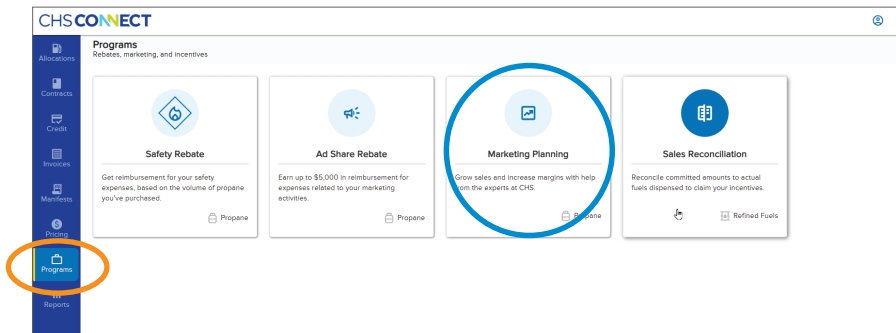 CHS CONNECT
Programs
Rebates, marketing, and incentives
Allocations
Contracts
Credit
Invoices
Manifests
Pricing
Programs
Reports
Safety Rebate
Get reimbursement for your safety
expenses, based on the volume of propane
you've purchased.
Propane
Ad Share Rebate
Earn up to $5,000 in reimbursement for
expenses related to your marketing
activities.
Propane
Marketing Planning
Grow sales and increase margins with help
from the experts at CHS.
Propane
Sales Reconciliation
Reconcile committed amounts to actual
fuels dispensed to claim your incentives.
Refined Fuels